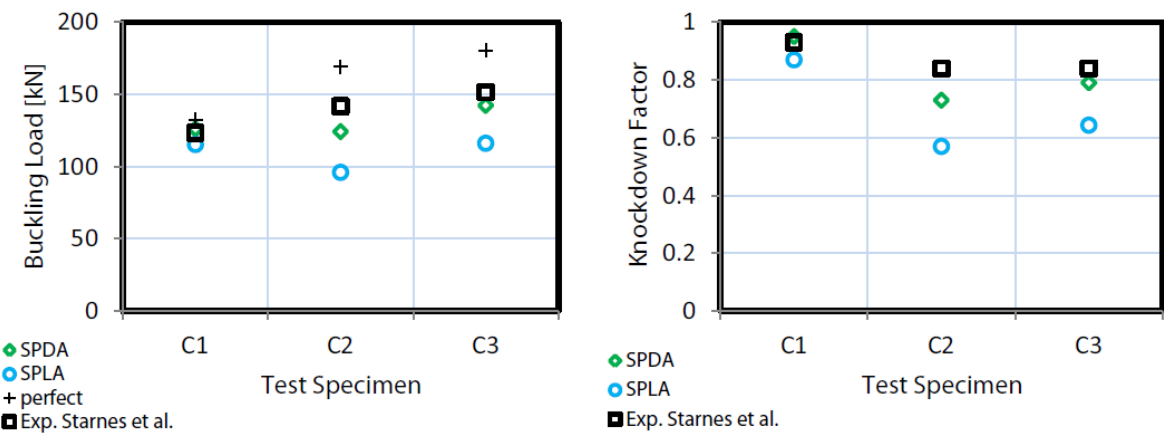 200
150
100
50
0
Buckling Load [kN]
C1 C2 C3
Test Specimen
SPDA
SPLA
perfect
Exp. Starnes et al.
1
0.8
0.6
0.4
0.2
0
Knockdown Factor
C1 C2 C3
Test Specimen
SPDA
SPLA
Exp. Starnes et al.